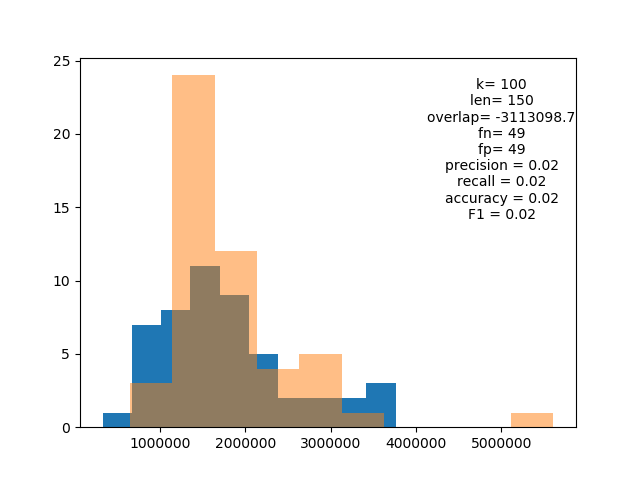 25
20
15
10
5
0
k= 100
len= 150
overlap= -3113098.7
fn= 49
fp= 49
precision = 0.02
recall = 0.02
accuracy = 0.02
F1 = 0.02
1000000 2000000 3000000 4000000 5000000